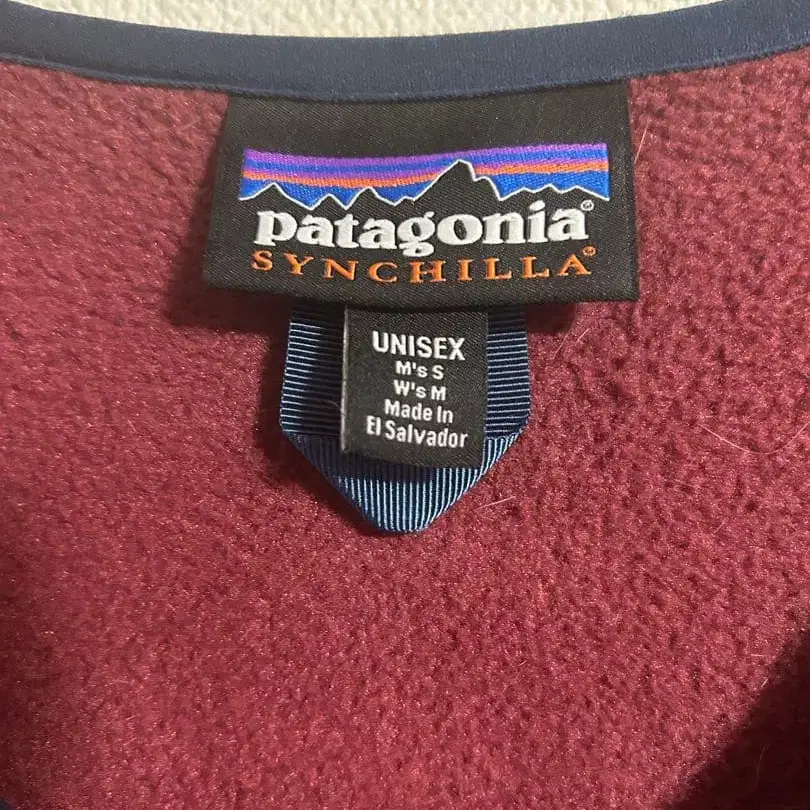 patagonia®
SYNCHILLA®
UNISEX
M's S
W's M
Made In
El Salvador